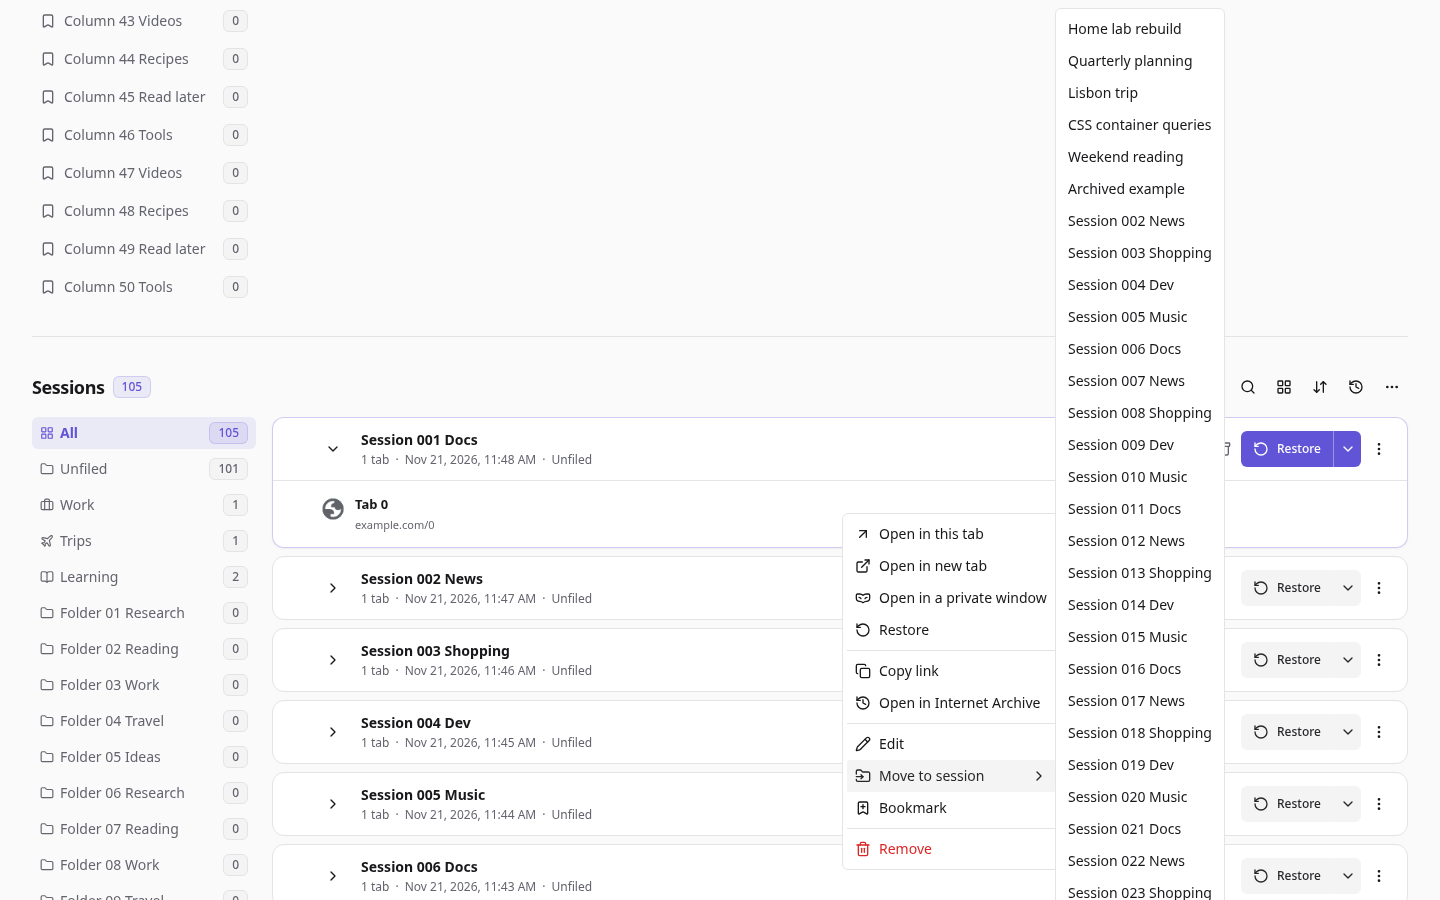 Column 43 Videos 0
Column 44 Recipes 0
Column 45 Read later 0
Column 46 Tools 0
Column 47 Videos 0
Column 48 Recipes 0
Column 49 Read later 0
Column 50 Tools 0
Sessions 105
All 105
Unfiled 101
Work 1
Trips 1
Learning 2
Folder 01 Research 0
Folder 02 Reading 0
Folder 03 Work 0
Folder 04 Travel 0
Folder 05 Ideas 0
Folder 06 Research 0
Folder 07 Reading 0
Folder 08 Work 0
Folder 09 Travel 0
Session 001 Docs
1 tab · Nov 21, 2026, 11:48 AM · Unfiled
Restore
Tab 0
example.com/0
Session 002 News
1 tab · Nov 21, 2026, 11:47 AM · Unfiled
Restore
Session 003 Shopping
1 tab · Nov 21, 2026, 11:46 AM · Unfiled
Restore
Session 004 Dev
1 tab · Nov 21, 2026, 11:45 AM · Unfiled
Restore
Session 005 Music
1 tab · Nov 21, 2026, 11:44 AM · Unfiled
Restore
Session 006 Docs
1 tab · Nov 21, 2026, 11:43 AM · Unfiled
Restore
Open in this tab
Open in new tab
Open in a private window
Restore
Copy link
Open in Internet Archive
Edit
Move to session
Bookmark
Remove
Home lab rebuild
Quarterly planning
Lisbon trip
CSS container queries
Weekend reading
Archived example
Session 002 News
Session 003 Shopping
Session 004 Dev
Session 005 Music
Session 006 Docs
Session 007 News
Session 008 Shopping
Session 009 Dev
Session 010 Music
Session 011 Docs
Session 012 News
Session 013 Shopping
Session 014 Dev
Session 015 Music
Session 016 Docs
Session 017 News
Session 018 Shopping
Session 019 Dev
Session 020 Music
Session 021 Docs
Session 022 News
Session 023 Shopping